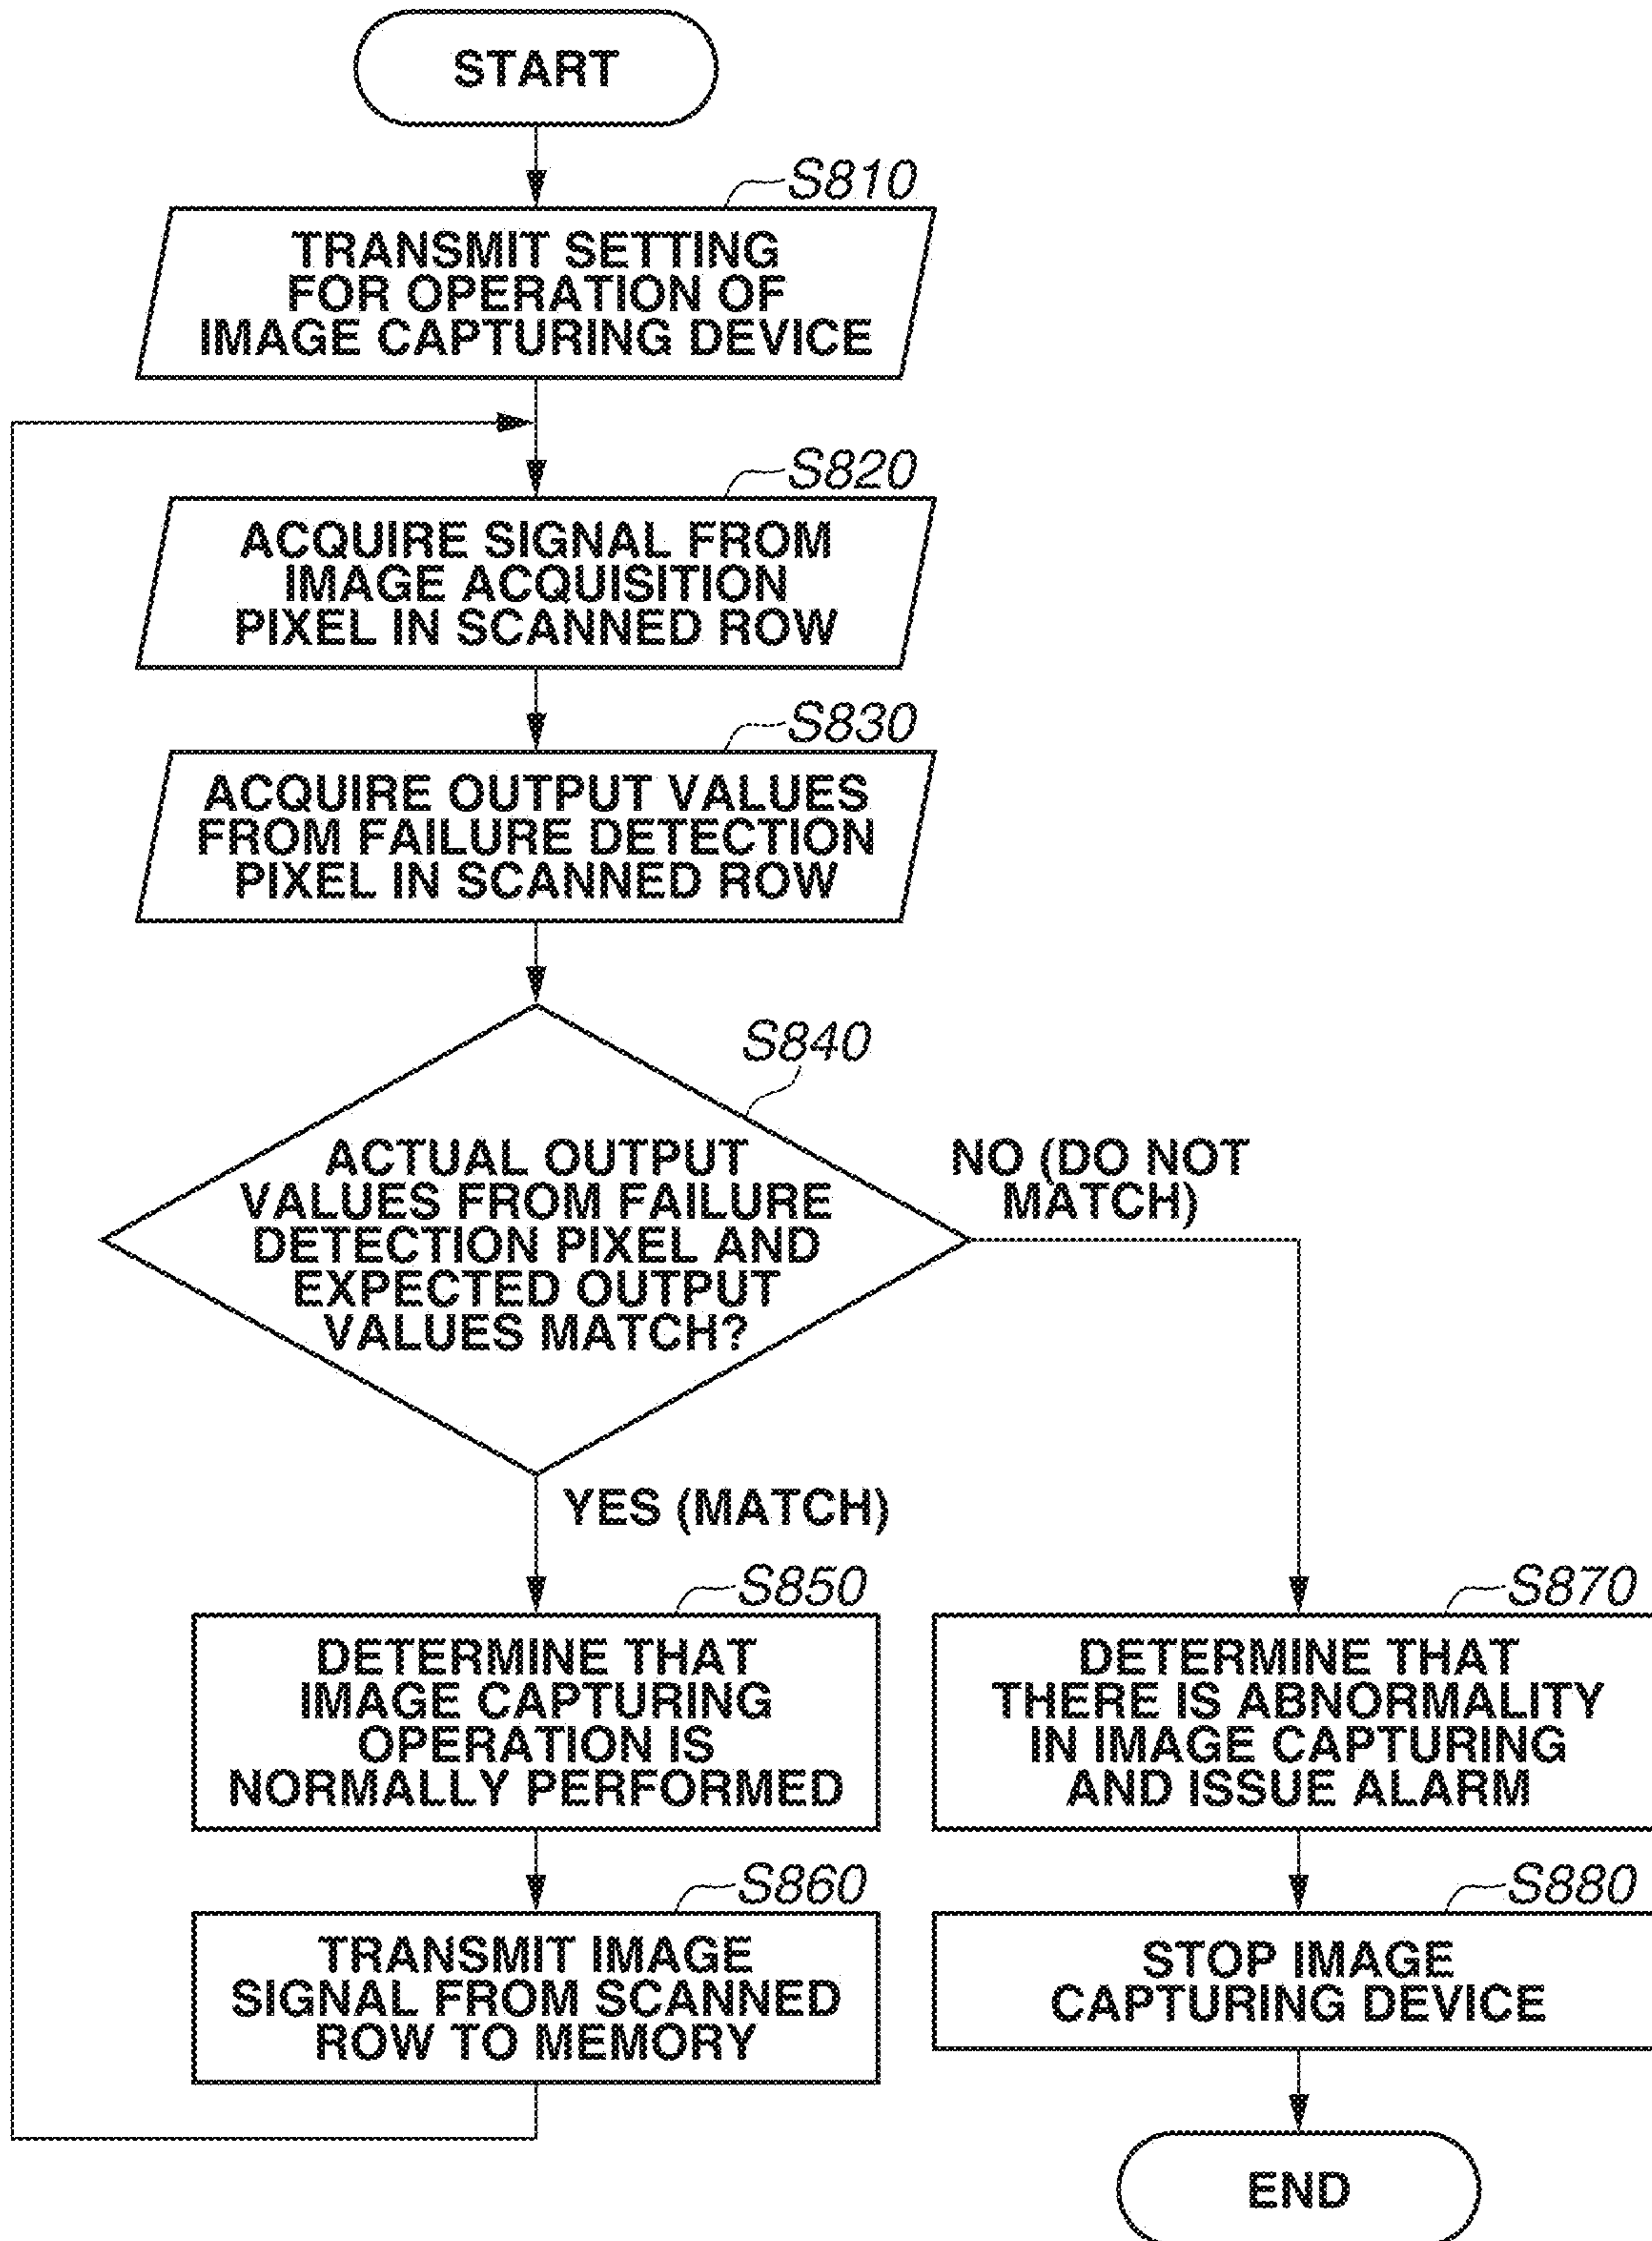 START
S810
TRANSMIT SETTING
FOR OPERATION OF
IMAGE CAPTURING DEVICE
S820
ACQUIRE SIGNAL FROM
IMAGE ACQUISITION
PIXEL IN SCANNED ROW
S830
ACQUIRE OUTPUT VALUES
FROM FAILURE DETECTION
PIXEL IN SCANNED ROW
S840
ACTUAL OUTPUT
VALUES FROM FAILURE
DETECTION PIXEL AND
EXPECTED OUTPUT
VALUES MATCH?
NO (DO NOT
MATCH)
YES (MATCH)
S850
DETERMINE THAT
IMAGE CAPTURING
OPERATION IS
NORMALLY PERFORMED
S870
DETERMINE THAT
THERE IS ABNORMALITY
IN IMAGE CAPTURING
AND ISSUE ALARM
S860
TRANSMIT IMAGE
SIGNAL FROM SCANNED
ROW TO MEMORY
S880
STOP IMAGE
CAPTURING DEVICE
END